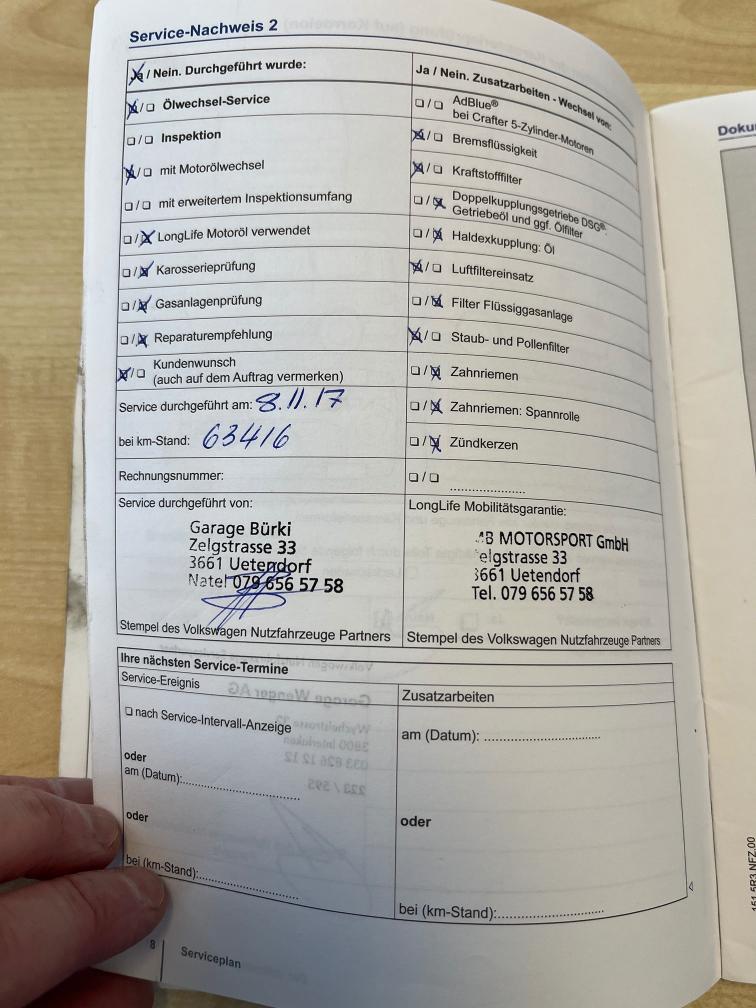 Service-Nachweis 2
Ja / Nein. Durchgeführt wurde:
Ölwechsel-Service
Inspektion
mit Motorölwechsel
mit erweitertem Inspektionsumfang
LongLife Motoröl verwendet
Karosserieprüfung
Gasanlagenprüfung
Reparaturempfehlung
Kundenwunsch
(auch auf dem Auftrag vermerken)
Service durchgeführt am: 8.11.17
bei km-Stand: 63416
Rechnungsnummer:
Service durchgeführt von:
Garage Bürki
Zelgstrasse 33
3661 Uetendorf
Natel 079 656 57 58
Stempel des Volkswagen Nutzfahrzeuge Partners
Ja / Nein. Zusatzarbeiten - Wechsel von:
AdBlue®
bei Crafter 5-Zylinder-Motoren
Bremsflüssigkeit
Kraftstofffilter
Doppelkupplungsgetriebe DSG®:
Getriebeöl und ggf. Ölfilter
Haldexkupplung: Öl
Luftfiltereinsatz
Filter Flüssiggasanlage
Staub- und Pollenfilter
Zahnriemen
Zahnriemen: Spannrolle
Zündkerzen
LongLife Mobilitätsgarantie:
MOTORSPORT GmbH
elgstrasse 33
3661 Uetendorf
Tel. 079 656 57 58
Stempel des Volkswagen Nutzfahrzeuge Partners
Ihre nächsten Service-Termine
Service-Ereignis
nach Service-Intervall-Anzeige
oder
am (Datum):
oder
bei (km-Stand):
Zusatzarbeiten
am (Datum):
oder
bei (km-Stand):
8 Serviceplan
Doku
151.5R3.NFZ.00